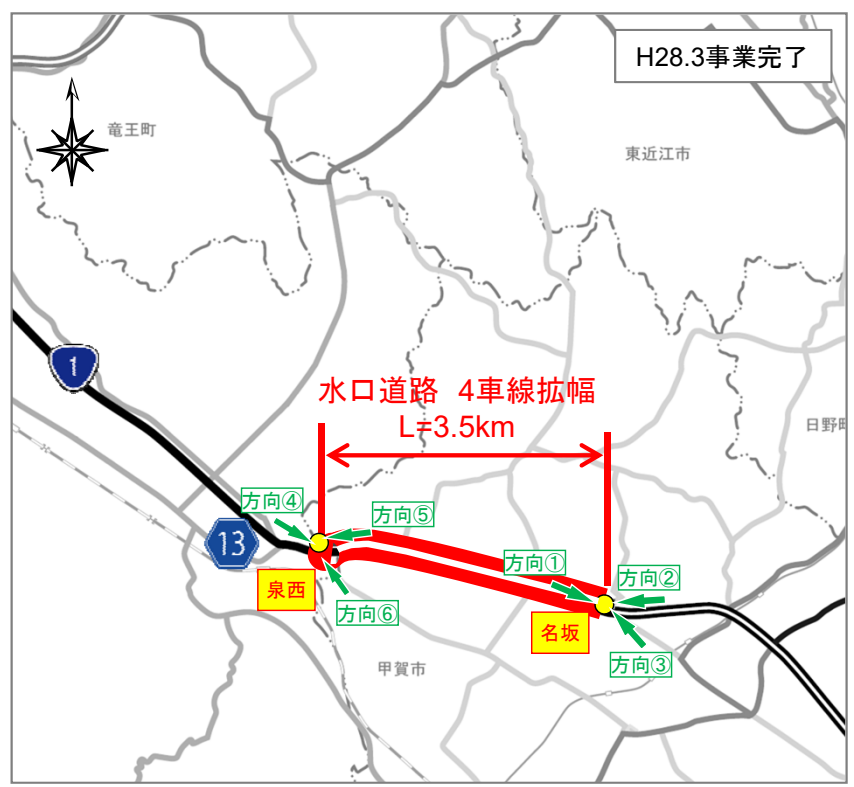 H28.3事業完了
竜王町
東近江市
1
水口道路 4車線拡幅
L=3.5km
日野町
方向④
方向⑤
13
方向①
方向②
泉西
方向⑥
名坂
方向③
甲賀市